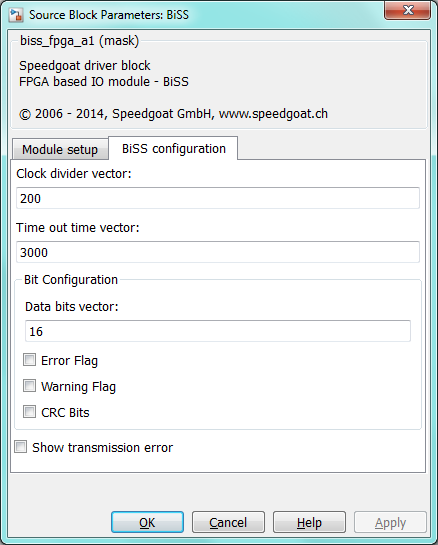 Source Block Parameters: BiSS
biss_fpga_a1 (mask)
Speedgoat driver block
FPGA based IO module - BiSS
© 2006 - 2014, Speedgoat GmbH, www.speedgoat.ch
Module setup BiSS configuration
Clock divider vector:
200
Time out time vector:
3000
Bit Configuration
Data bits vector:
16
Error Flag
Warning Flag
CRC Bits
Show transmission error
OK Cancel Help Apply